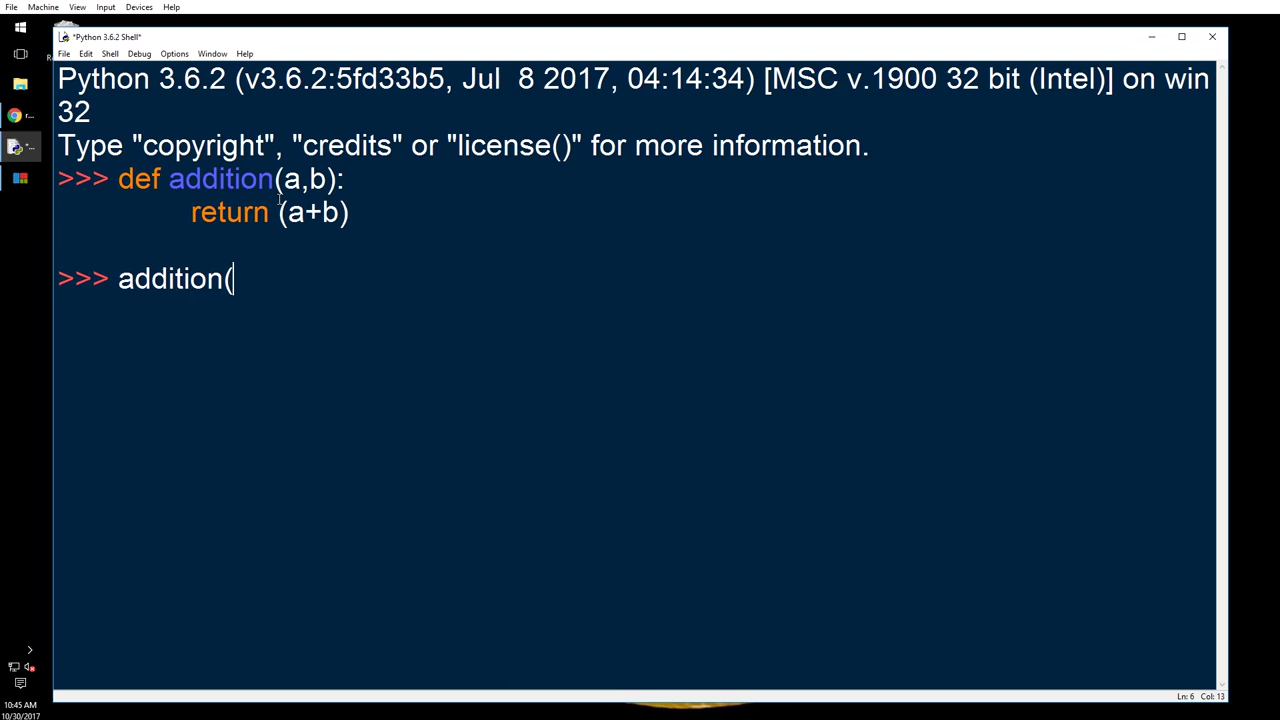 File Machine View Input Devices Help
*Python 3.6.2 Shell*
File Edit Shell Debug Options Window Help
Python 3.6.2 (v3.6.2:5fd33b5, Jul  8 2017, 04:14:34) [MSC v.1900 32 bit (Intel)] on win
32
Type "copyright", "credits" or "license()" for more information.
>>> def addition(a,b):
return (a+b)
>>> addition(
Ln: 6 Col: 13
10:45 AM
10/30/2017